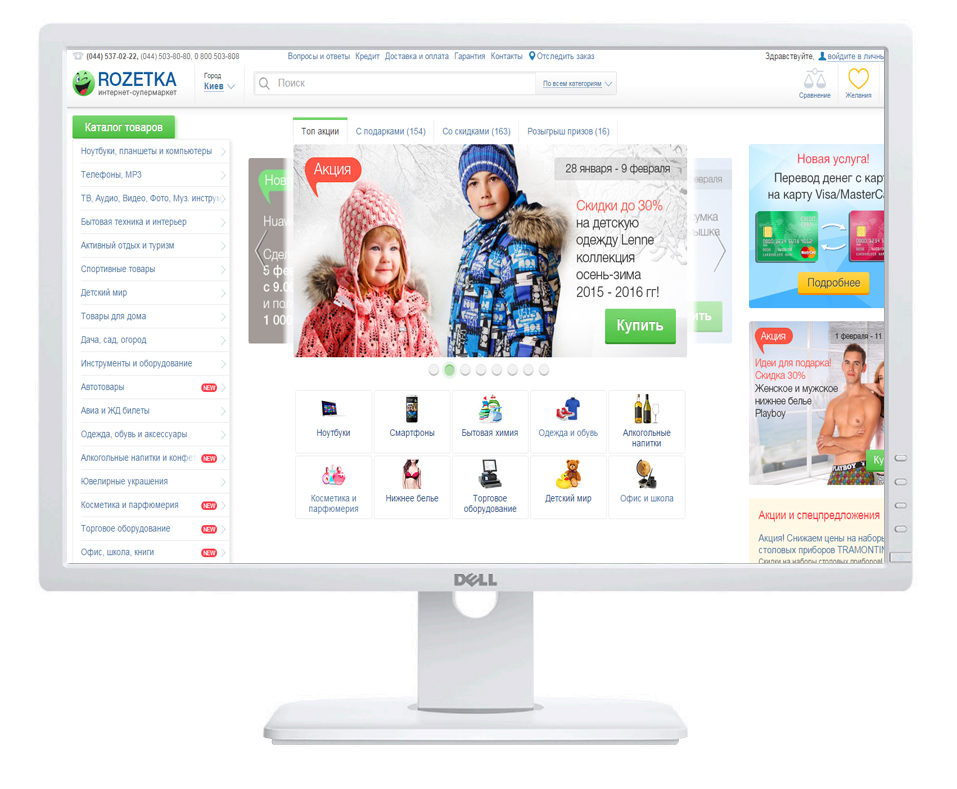 (044) 537-02-22, (044) 503-80-80, 0 800 503-808
Вопросы и ответы Кредит Доставка и оплата Гарантия Контакты Отследить заказ
Здравствуйте, войдите в личны
ROZETKA
интернет-супермаркет
Город
Киев
Поиск
По всем категориям
Сравнение
Желания
Каталог товаров
Ноутбуки, планшеты и компьютеры
Телефоны, MP3
ТВ, Аудио, Видео, Фото, Муз. инструм
Бытовая техника и интерьер
Активный отдых и туризм
Спортивные товары
Детский мир
Товары для дома
Дача, сад, огород
Инструменты и оборудование
Автотовары NEW
Авиа и ЖД билеты
Одежда, обувь и аксессуары
Алкогольные напитки и конфе NEW
Ювелирные украшения
Косметика и парфюмерия NEW
Торговое оборудование NEW
Офис, школа, книги NEW
Топ акции
С подарками (154)
Со скидками (163)
Розыгрыш призов (16)
Нов
Huaw
Сдел
5 фе
с 9.0
и пол
1 000
Акция
28 января - 9 февраля
Скидки до 30%
на детскую
одежду Lenne
коллекция
осень-зима
2015 - 2016 гг!
Купить
враля
умка
ышка
ить
Ноутбуки
Смартфоны
Бытовая химия
Одежда и обувь
Алкогольные
напитки
Косметика и
парфюмерия
Нижнее белье
Торговое
оборудование
Детский мир
Офис и школа
Новая услуга!
Перевод денег с кар
на карту Visa/MasterCa
Подробнее
Акция
1 февраля - 11
Идеи для подарка!
Скидка 30%
Женское и мужское
нижнее белье
Playboy
Ку
PLAYBOY
Акции и спецпредложения
Акция! Снижаем цены на наборь
столовых приборов TRAMONTIN
Скидки на наборы столовых приборов!
DELL